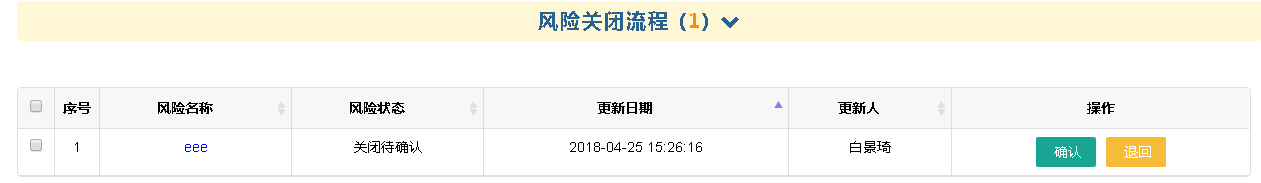 风险关闭流程 (1)
序号 风险名称 风险状态 更新日期 更新人 操作
1 eee 关闭待确认 2018-04-25 15:26:16 白景琦 确认 退回